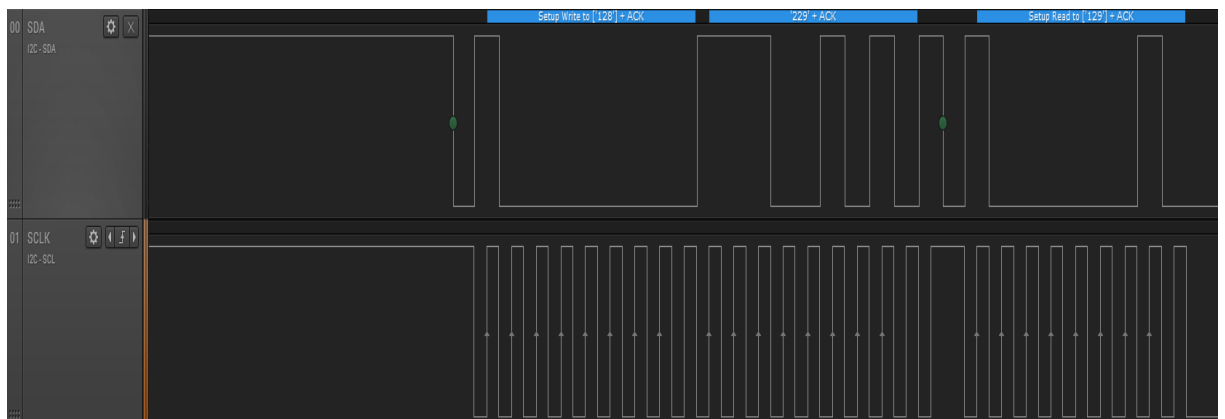 Setup Write to ['128'] + ACK
'229' + ACK
Setup Read to ['129'] + ACK
00 SDA
I2C - SDA
01 SCLK
I2C - SCL